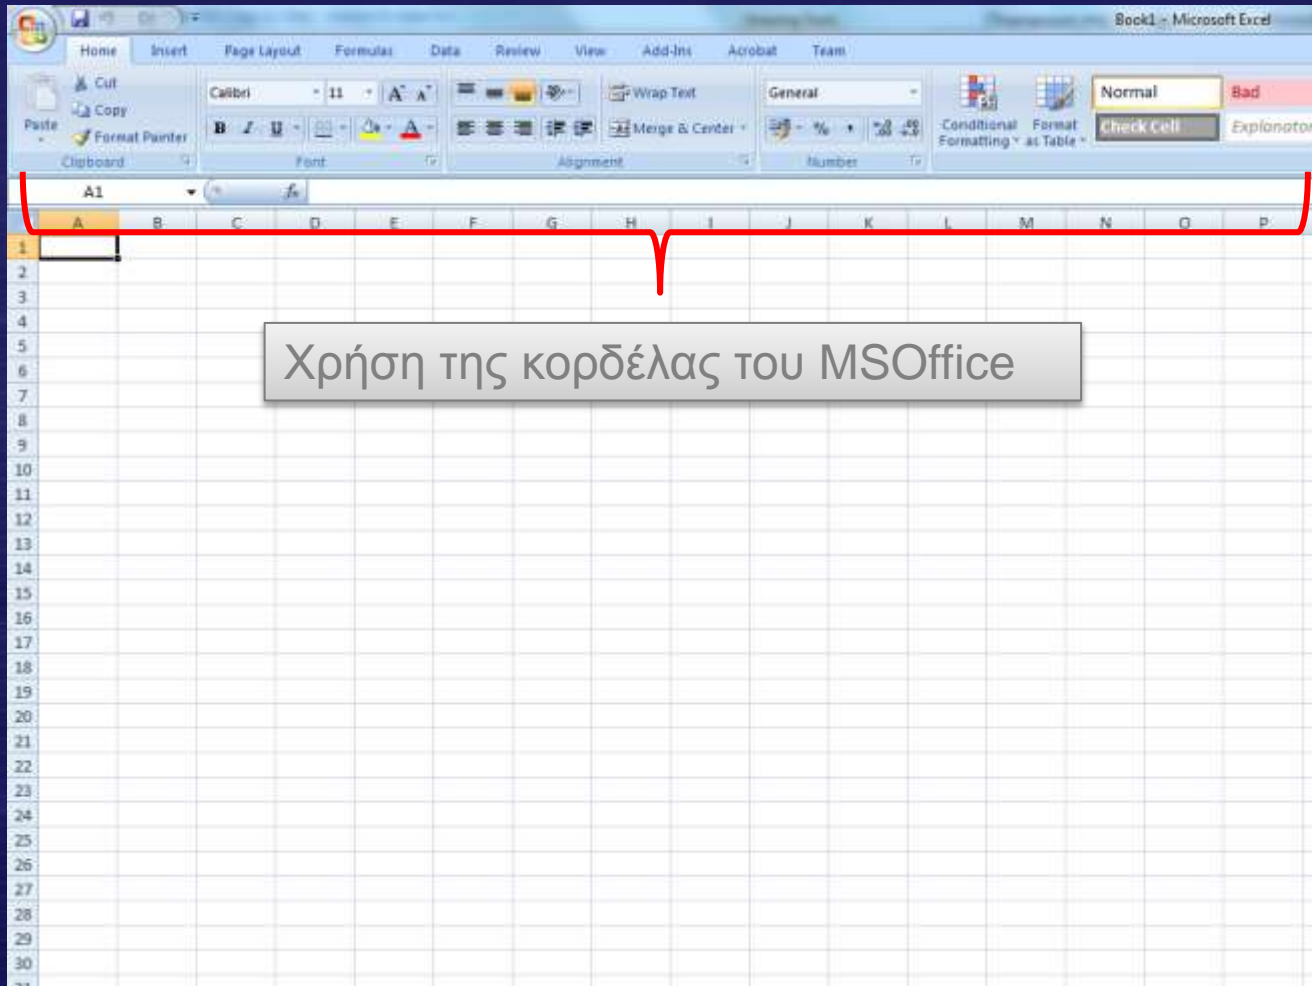 Book1 - Microsoft Excel
Home Insert Page Layout Formulas Data Review View Add-Ins Acrobat Team
Cut
Copy
Format Painter
Paste
Calibri 11
B I U
Wrap Text
Merge & Center
General
%
Conditional Formatting
Format as Table
Normal Bad
Check Cell Explanator
Clipboard Font Alignment Number
A1 fx
A B C D E F G H I J K L M N O P
1
2
3
4
5
Χρήση της κορδέλας του MSOffice
6
7
8
9
10
11
12
13
14
15
16
17
18
19
20
21
22
23
24
25
26
27
28
29
30